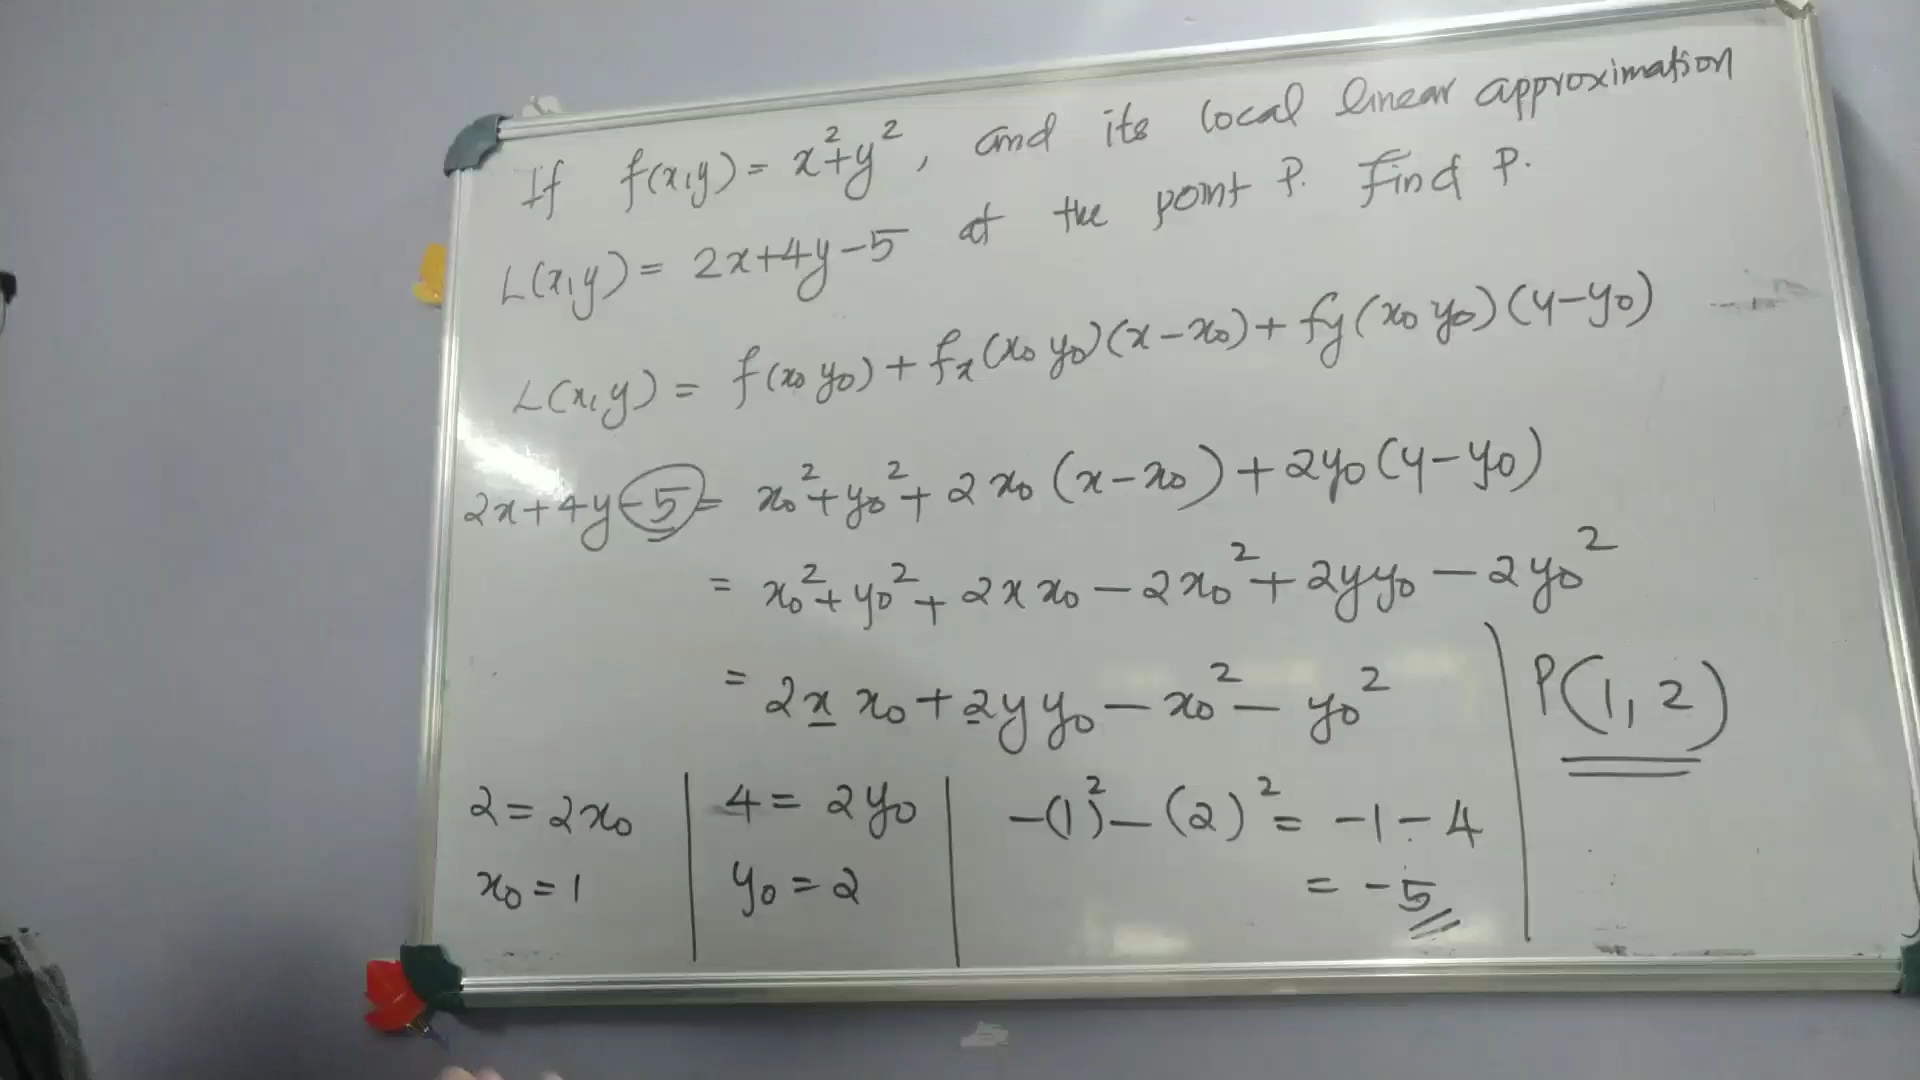 If f(x,y) = x²+y², and its local linear approximation
L(x,y) = 2x+4y-5 at the point P. Find P.
L(x,y) = f(x₀ y₀) + fₓ(x₀ y₀)(x-x₀) + fy(x₀ y₀)(y-y₀)
2x+4y-5 = x₀²+y₀²+2x₀(x-x₀)+2y₀(y-y₀)
= x₀²+y₀²+2xx₀-2x₀²+2yy₀-2y₀²
= 2xx₀+2yy₀-x₀²-y₀²
P(1,2)
2 = 2x₀
x₀ = 1
4 = 2y₀
y₀ = 2
-(1)²-(2)² = -1-4
= -5